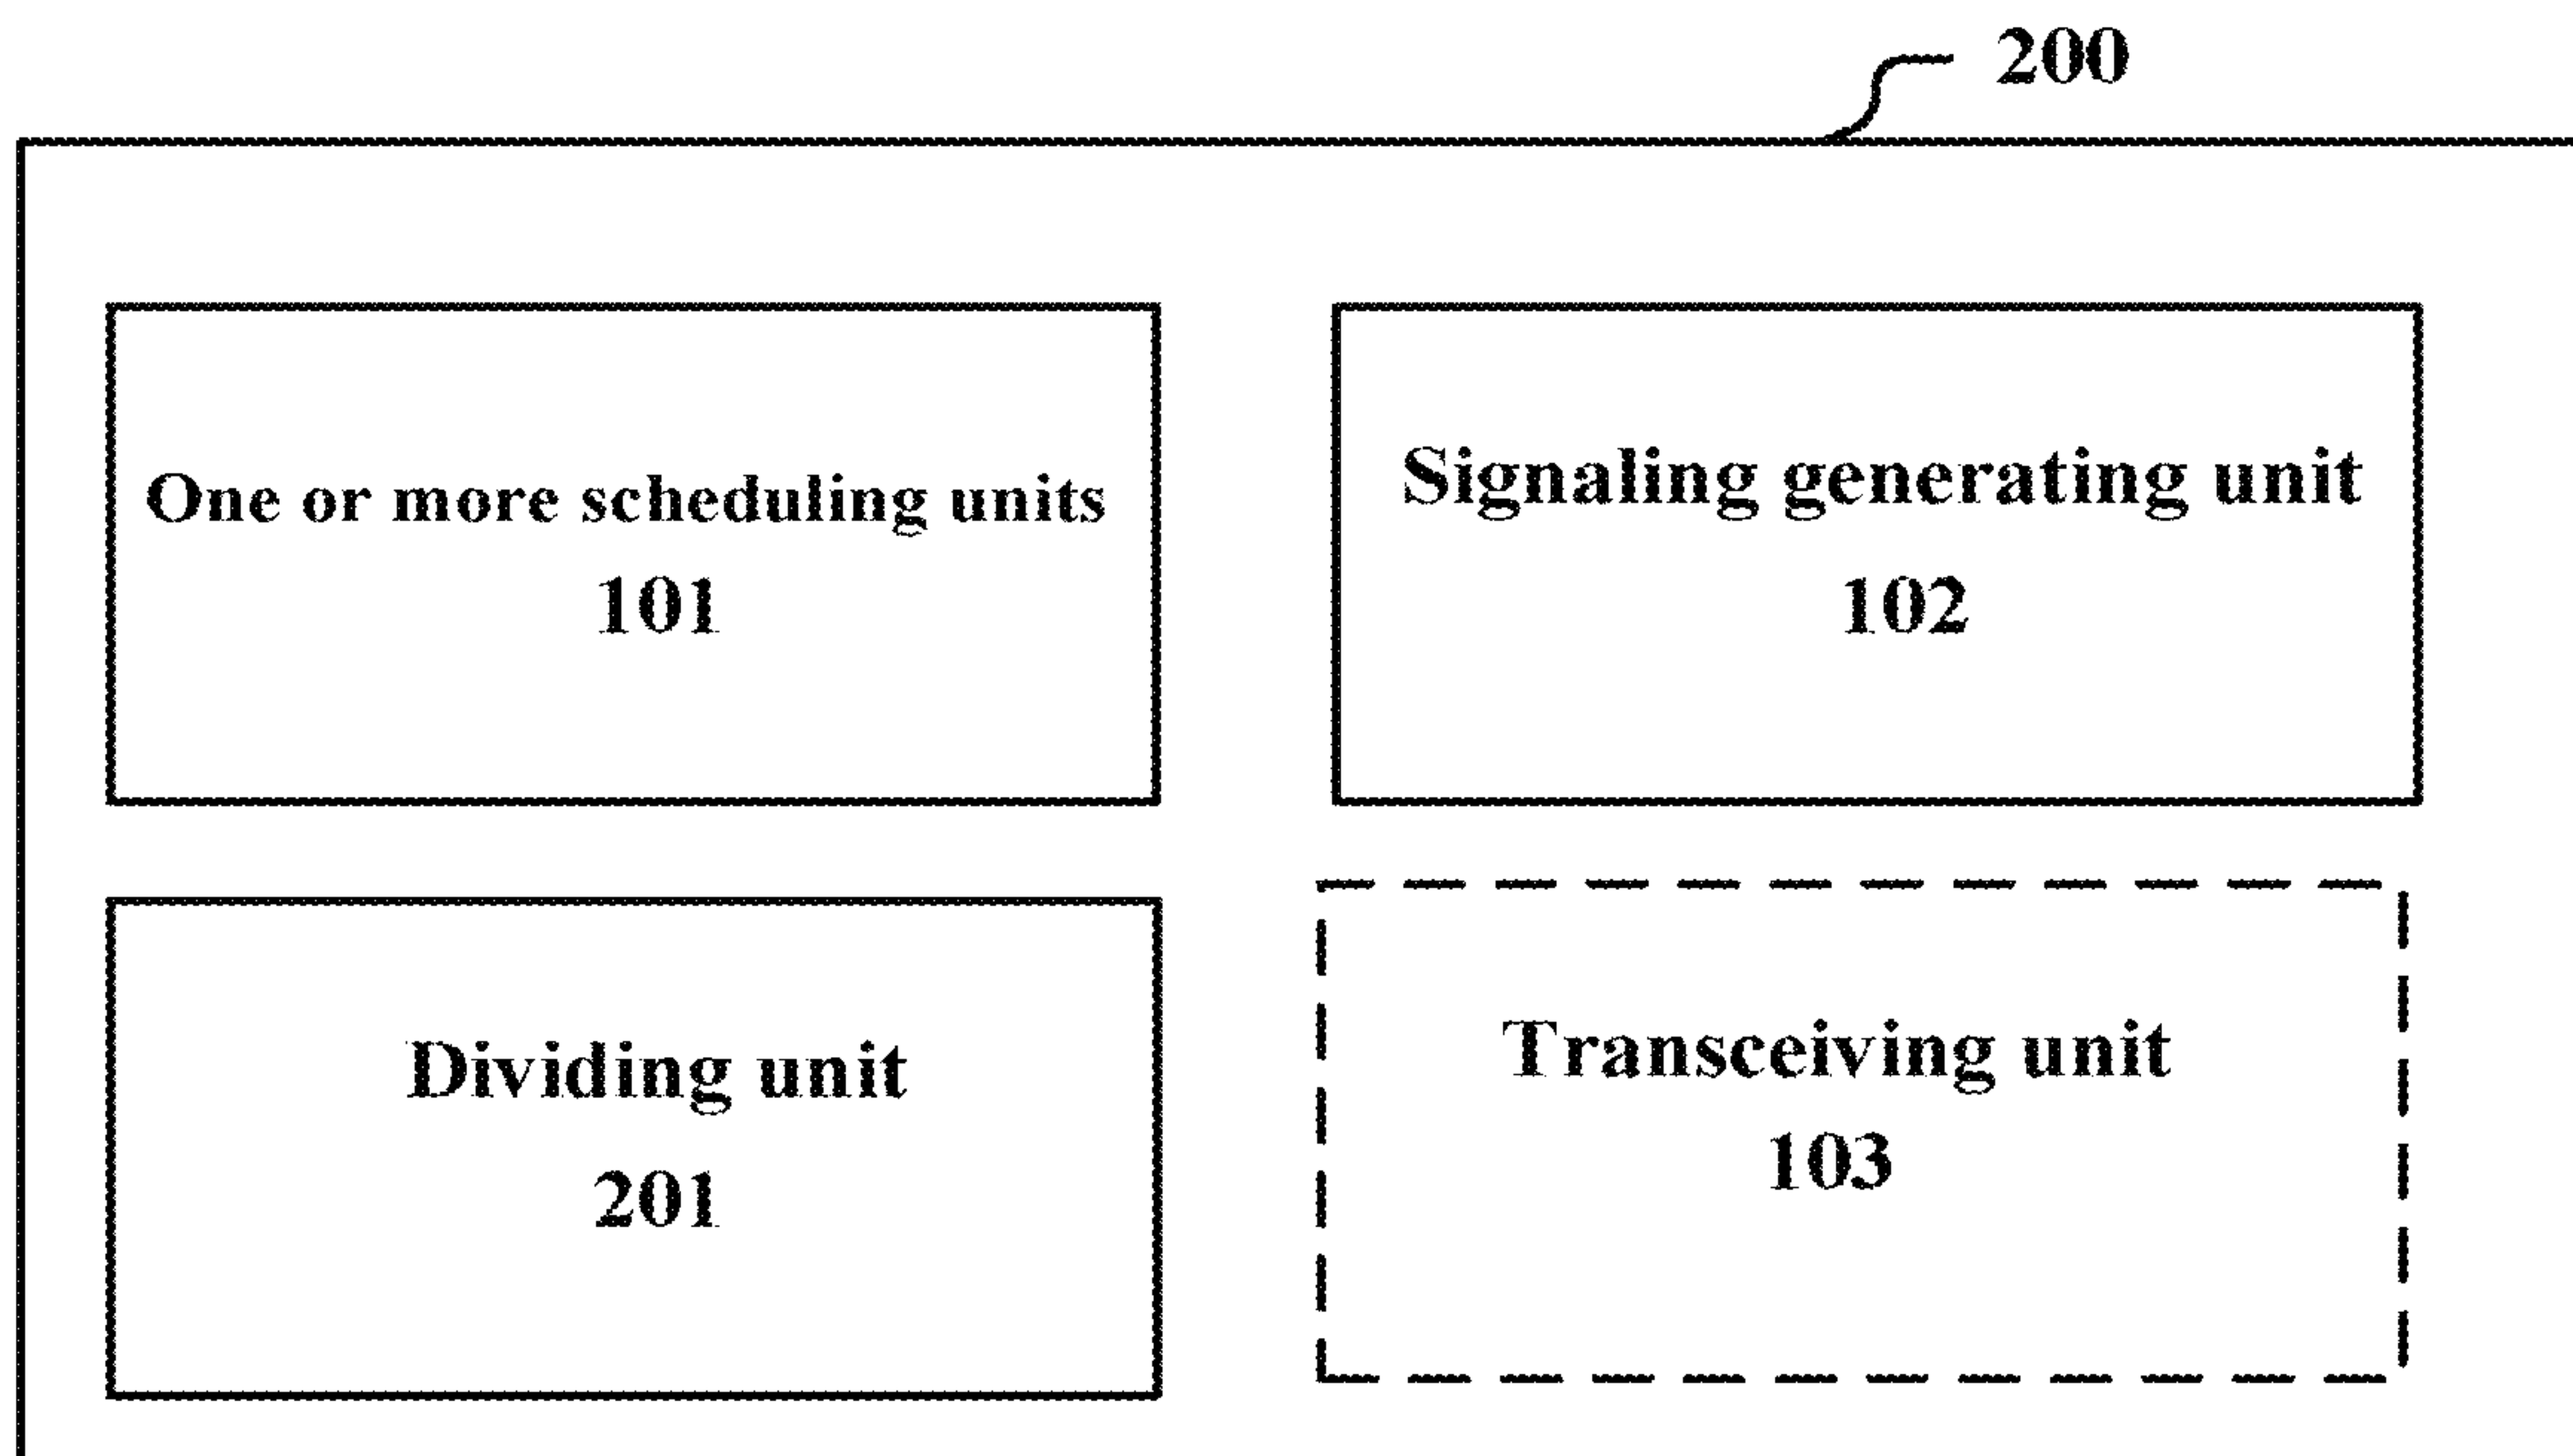 200
One or more scheduling units
101
Signaling generating unit
102
Dividing unit
201
Transceiving unit
103